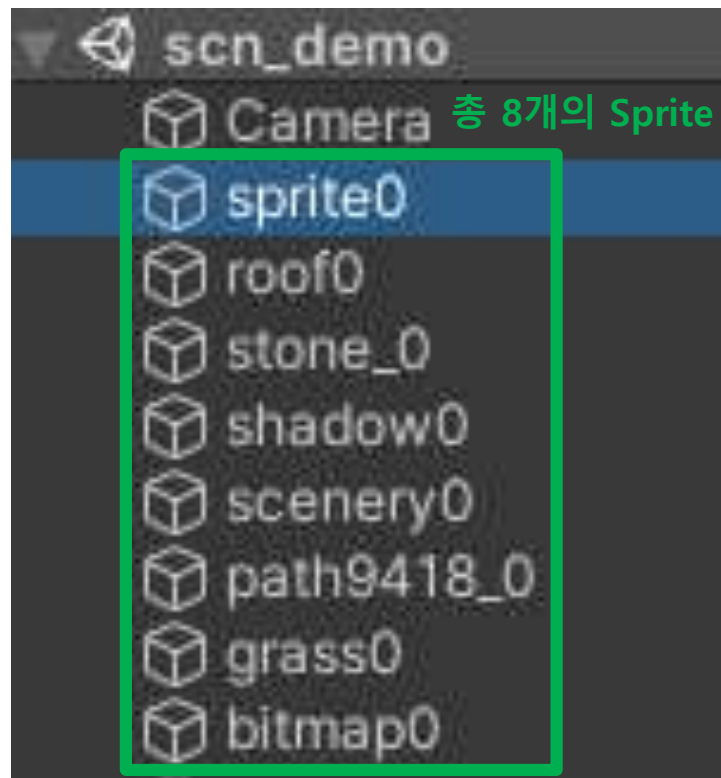 scn_demo
Camera 총 8개의 Sprite
sprite0
roof0
stone_0
shadow0
scenery0
path9418_0
grass0
bitmap0